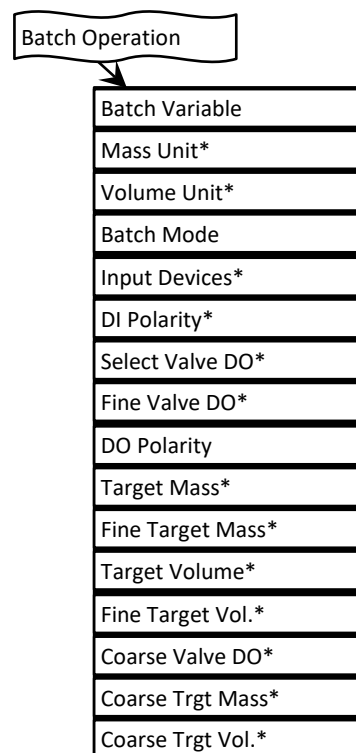 Batch Operation
Batch Variable
Mass Unit*
Volume Unit*
Batch Mode
Input Devices*
DI Polarity*
Select Valve DO*
Fine Valve DO*
DO Polarity
Target Mass*
Fine Target Mass*
Target Volume*
Fine Target Vol.*
Coarse Valve DO*
Coarse Trgt Mass*
Coarse Trgt Vol.*